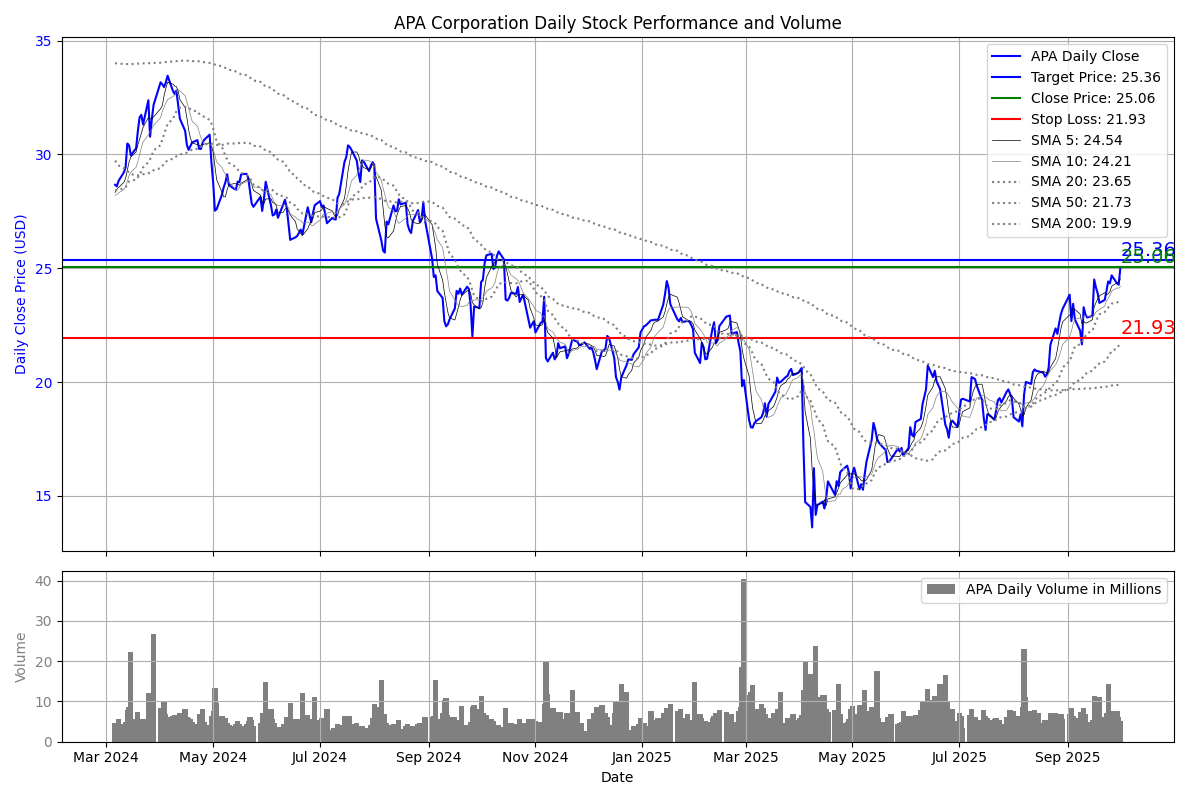 APA Corporation Daily Stock Performance and Volume
35
30
25
20
15
Daily Close Price (USD)
APA Daily Close
Target Price: 25.36
Close Price: 25.06
Stop Loss: 21.93
SMA 5: 24.54
SMA 10: 24.21
SMA 20: 23.65
SMA 50: 21.73
SMA 200: 19.9
25.36
25.06
21.93
40
30
20
10
0
Volume
APA Daily Volume in Millions
Mar 2024 May 2024 Jul 2024 Sep 2024 Nov 2024 Jan 2025 Mar 2025 May 2025 Jul 2025 Sep 2025
Date